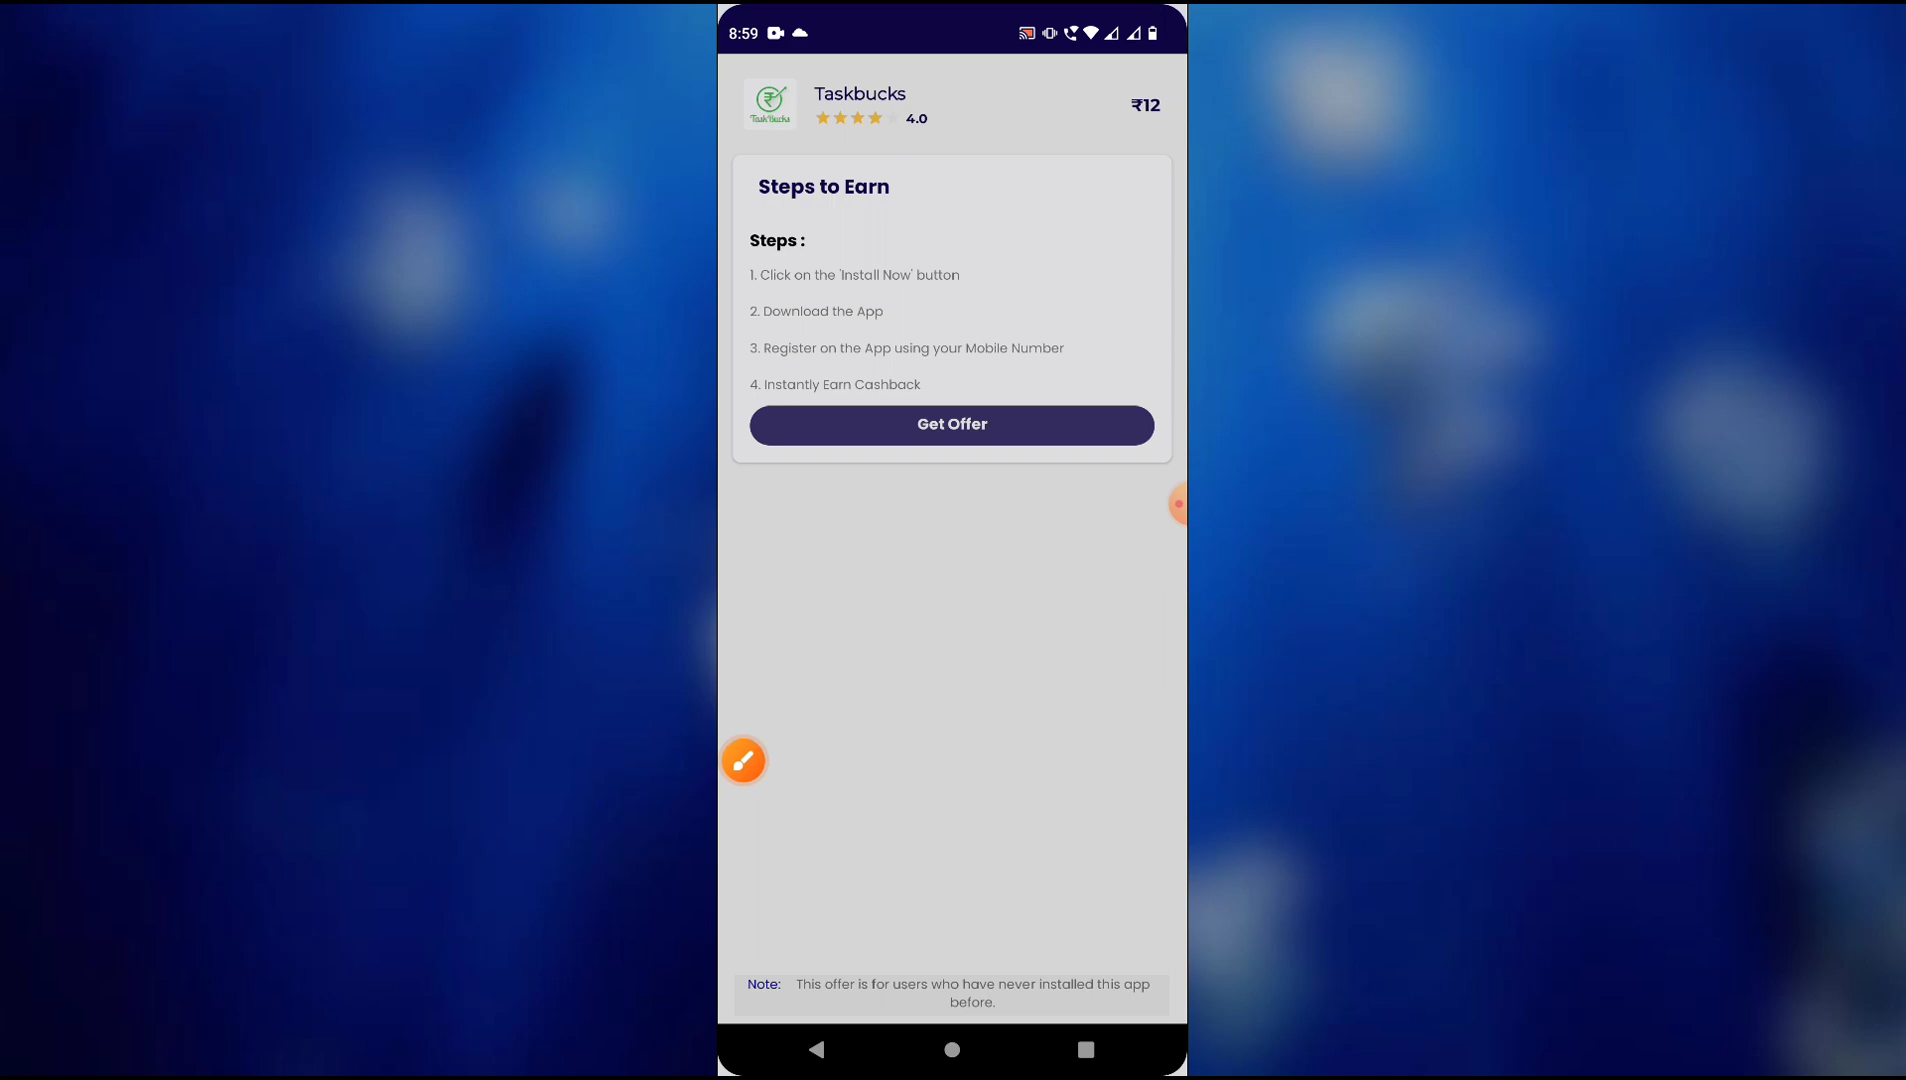 8:59
Taskbucks
4.0
₹12
TaskBucks
Steps to Earn
Steps :
1. Click on the 'Install Now' button
2. Download the App
3. Register on the App using your Mobile Number
4. Instantly Earn Cashback
Get Offer
Note: This offer is for users who have never installed this app
before.